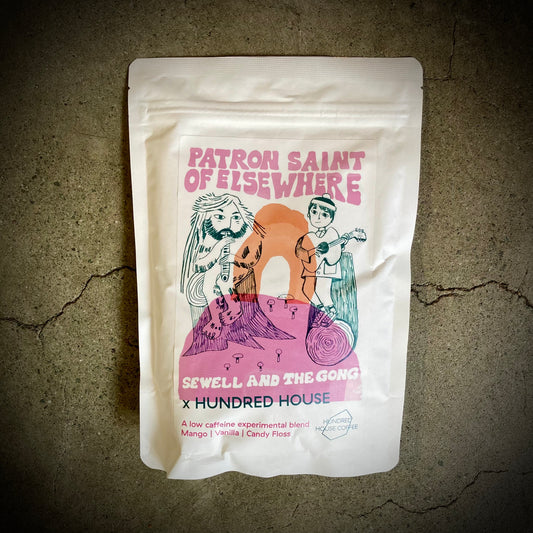 PATRON SAINT
OF ELSEWHERE
SEWELL AND THE GONG
x HUNDRED HOUSE
A low caffeine experimental blend
Mango | Vanilla | Candy Floss
HUNDRED
HOUSE COFFEE